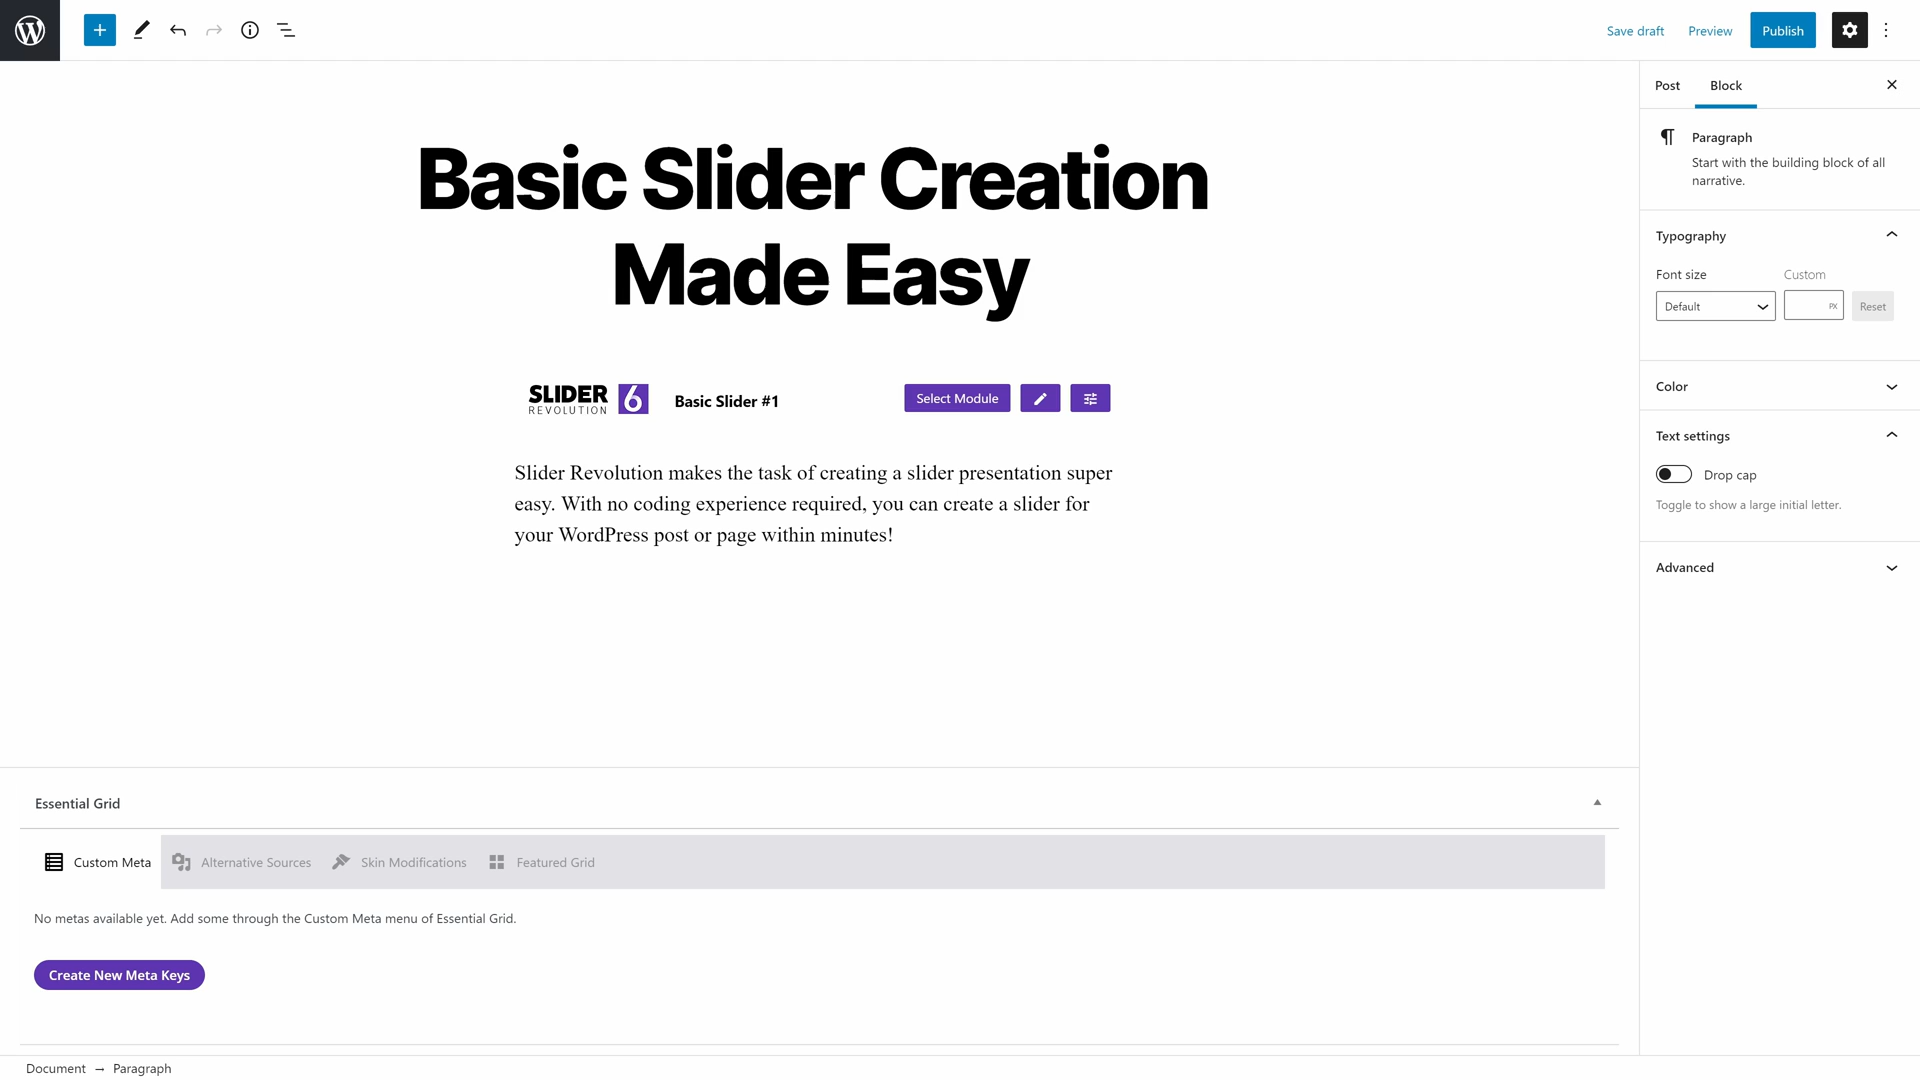 Save draft
Preview
Publish
Post
Block
Basic Slider Creation
Made Easy
SLIDER
REVOLUTION
6
Basic Slider #1
Select Module
Slider Revolution makes the task of creating a slider presentation super
easy. With no coding experience required, you can create a slider for
your WordPress post or page within minutes!
Paragraph
Start with the building block of all
narrative.
Typography
Font size
Custom
Default
PX
Reset
Color
Text settings
Drop cap
Toggle to show a large initial letter.
Advanced
Essential Grid
Custom Meta
Alternative Sources
Skin Modifications
Featured Grid
No metas available yet. Add some through the Custom Meta menu of Essential Grid.
Create New Meta Keys
Document → Paragraph